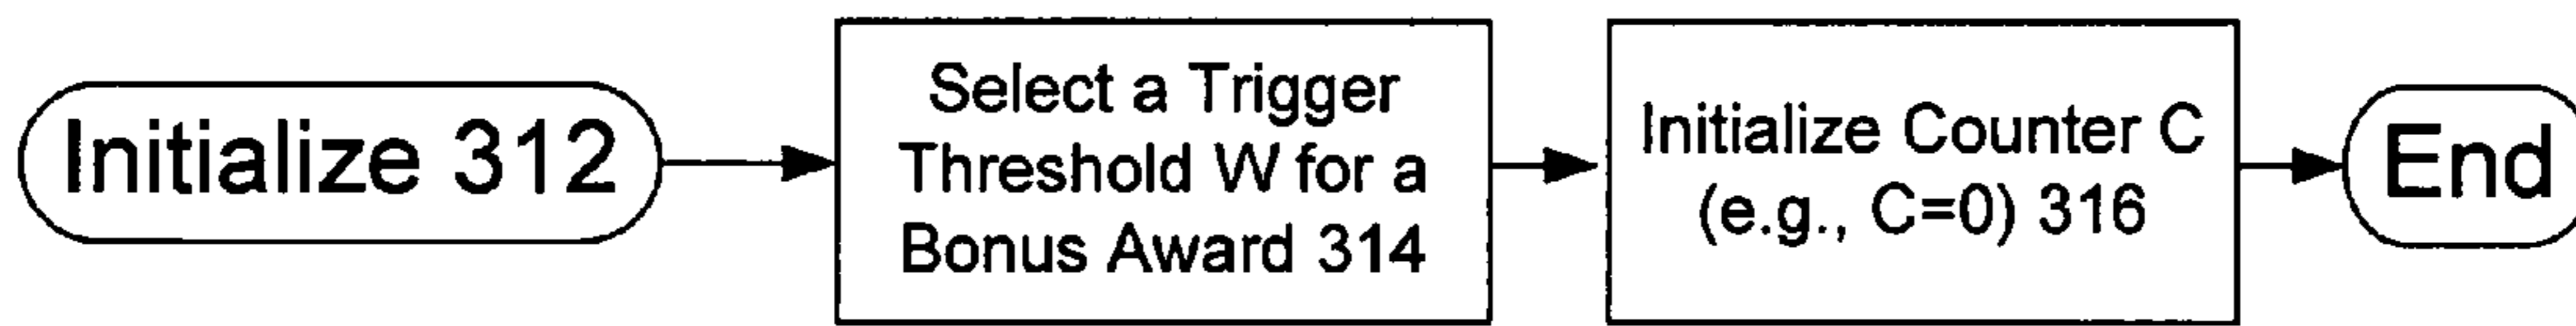 Initialize 312
Select a Trigger
Threshold W for a
Bonus Award 314
Initialize Counter C
(e.g., C=0) 316
End